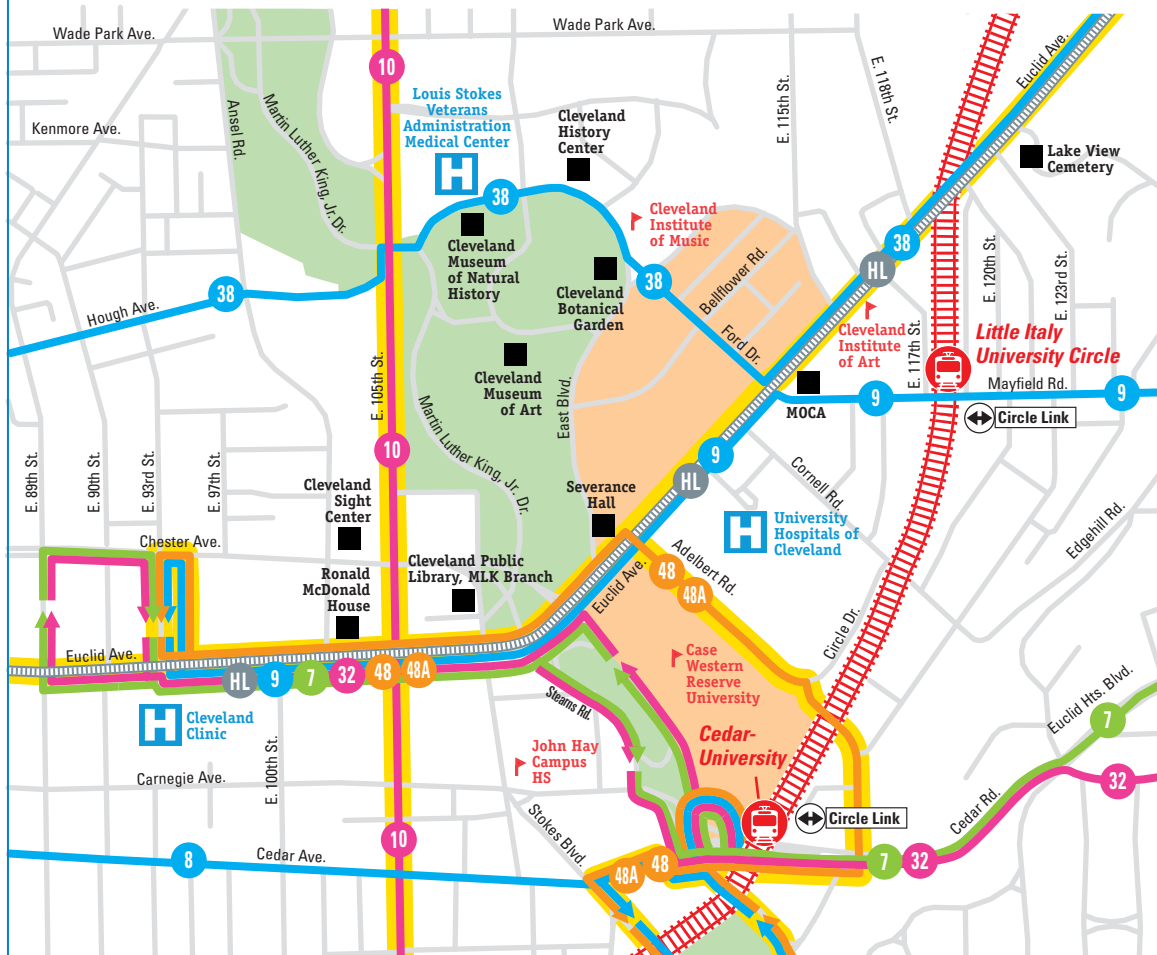 Wade Park Ave.
Wade Park Ave.
Euclid Ave.
10
E. 115th St.
E. 118th St.
Louis Stokes
Veterans
Administration
Medical Center
H
Kenmore Ave.
Ansel Rd.
Martin Luther King, Jr. Dr.
Cleveland
History
Center
Lake View
Cemetery
38
Cleveland
Institute
of Music
Cleveland
Museum
of Natural
History
Cleveland
Botanical
Garden
38
38
HL
Bellflower Rd.
E. 120th St.
E. 123rd St.
38
Hough Ave.
Ford Dr.
Cleveland
Institute
of Art
E. 117th St.
Little Italy
University Circle
Mayfield Rd.
E. 105th St.
Cleveland
Museum
of Art
East Blvd.
MOCA
9
9
Circle Link
Martin Luther King, Jr. Dr.
10
9
HL
Cornell Rd.
E. 89th St.
E. 90th St.
E. 93rd St.
E. 97th St.
Cleveland
Sight
Center
Severance
Hall
H
University
Hospitals of
Cleveland
Edgehill Rd.
Chester Ave.
Cleveland Public
Library, MLK Branch
Ronald
McDonald
House
Euclid Ave.
Adelbert Rd.
48
48A
Circle Dr.
Euclid Ave.
HL
9
7
32
48
48A
Case
Western
Reserve
University
Stearns Rd.
H
Cleveland
Clinic
Euclid Hts. Blvd.
7
Cedar-
University
John Hay
Campus
HS
Carnegie Ave.
E. 100th St.
32
Cedar Rd.
Circle Link
Stokes Blvd.
10
8
Cedar Ave.
48A
48
7
32